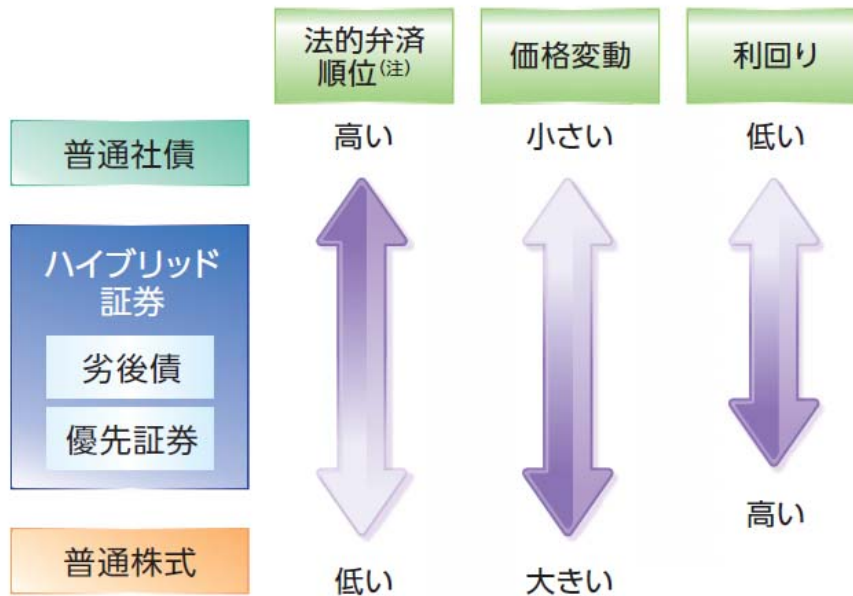 法的弁済
順位(注)
価格変動
利回り
普通社債
高い
小さい
低い
ハイブリッド
証券
劣後債
優先証券
高い
普通株式
低い
大きい